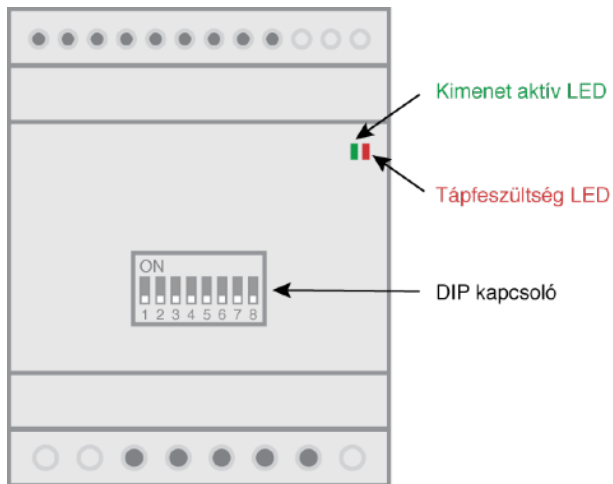 Kimenet aktív LED
Tápfeszültség LED
ON
1 2 3 4 5 6 7 8
DIP kapcsoló